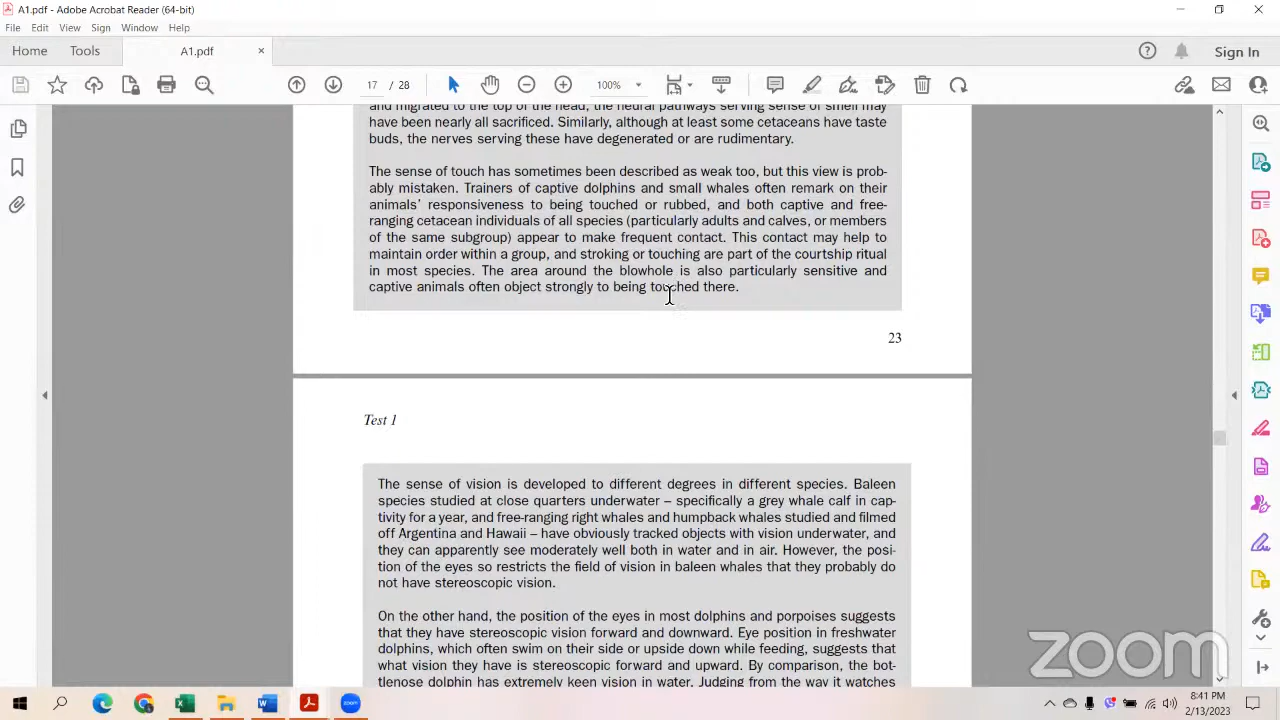 A1.pdf - Adobe Acrobat Reader (64-bit)
File Edit View Sign Window Help
Home Tools A1.pdf × Sign In
17 / 28 100%
and migrated to the top of the head, the neural pathways serving sense of smell may
have been nearly all sacrificed. Similarly, although at least some cetaceans have taste
buds, the nerves serving these have degenerated or are rudimentary.
The sense of touch has sometimes been described as weak too, but this view is prob-
ably mistaken. Trainers of captive dolphins and small whales often remark on their
animals' responsiveness to being touched or rubbed, and both captive and free-
ranging cetacean individuals of all species (particularly adults and calves, or members
of the same subgroup) appear to make frequent contact. This contact may help to
maintain order within a group, and stroking or touching are part of the courtship ritual
in most species. The area around the blowhole is also particularly sensitive and
captive animals often object strongly to being touched there.
23
Test 1
The sense of vision is developed to different degrees in different species. Baleen
species studied at close quarters underwater – specifically a grey whale calf in cap-
tivity for a year, and free-ranging right whales and humpback whales studied and filmed
off Argentina and Hawaii – have obviously tracked objects with vision underwater, and
they can apparently see moderately well both in water and in air. However, the posi-
tion of the eyes so restricts the field of vision in baleen whales that they probably do
not have stereoscopic vision.
On the other hand, the position of the eyes in most dolphins and porpoises suggests
that they have stereoscopic vision forward and downward. Eye position in freshwater
dolphins, which often swim on their side or upside down while feeding, suggests that
what vision they have is stereoscopic forward and upward. By comparison, the bot-
tlenose dolphin has extremely keen vision in water. Judging from the way it watches
zoom
8:41 PM
2/13/2023